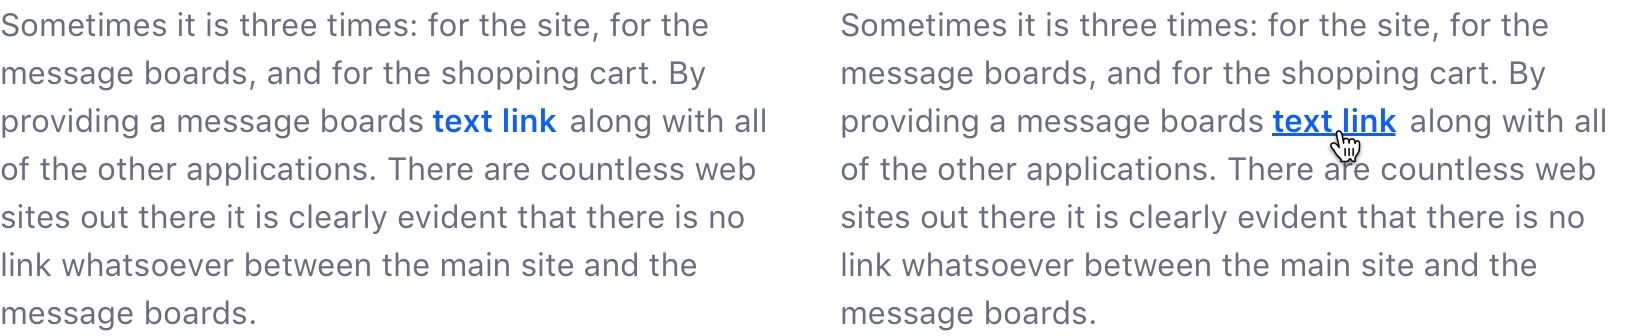 Sometimes it is three times: for the site, for the
message boards, and for the shopping cart. By
providing a message boards text link along with all
of the other applications. There are countless web
sites out there it is clearly evident that there is no
link whatsoever between the main site and the
message boards.
Sometimes it is three times: for the site, for the
message boards, and for the shopping cart. By
providing a message boards text link along with all
of the other applications. There are countless web
sites out there it is clearly evident that there is no
link whatsoever between the main site and the
message boards.